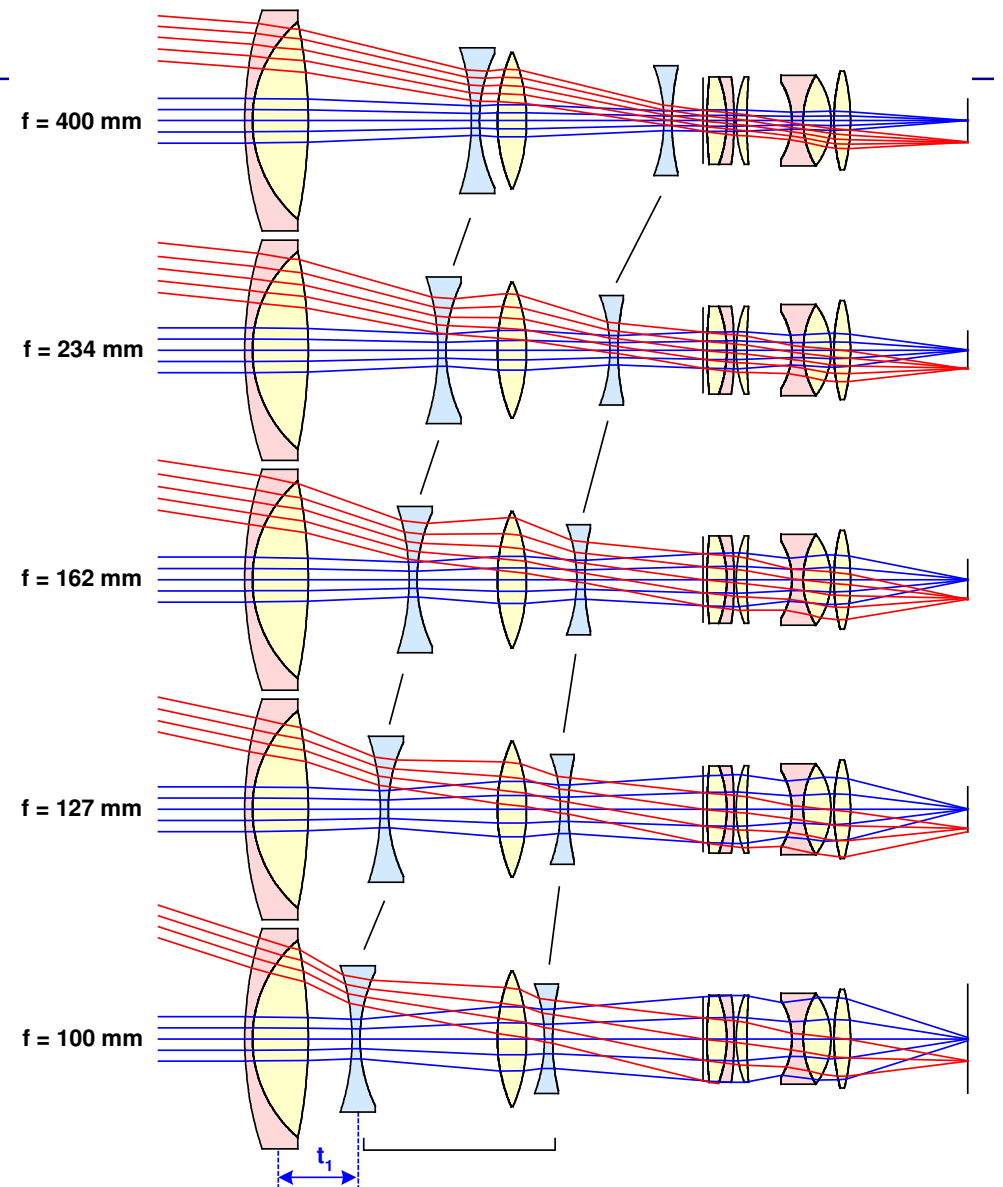 f = 400 mm
f = 234 mm
f = 162 mm
f = 127 mm
f = 100 mm
t₁